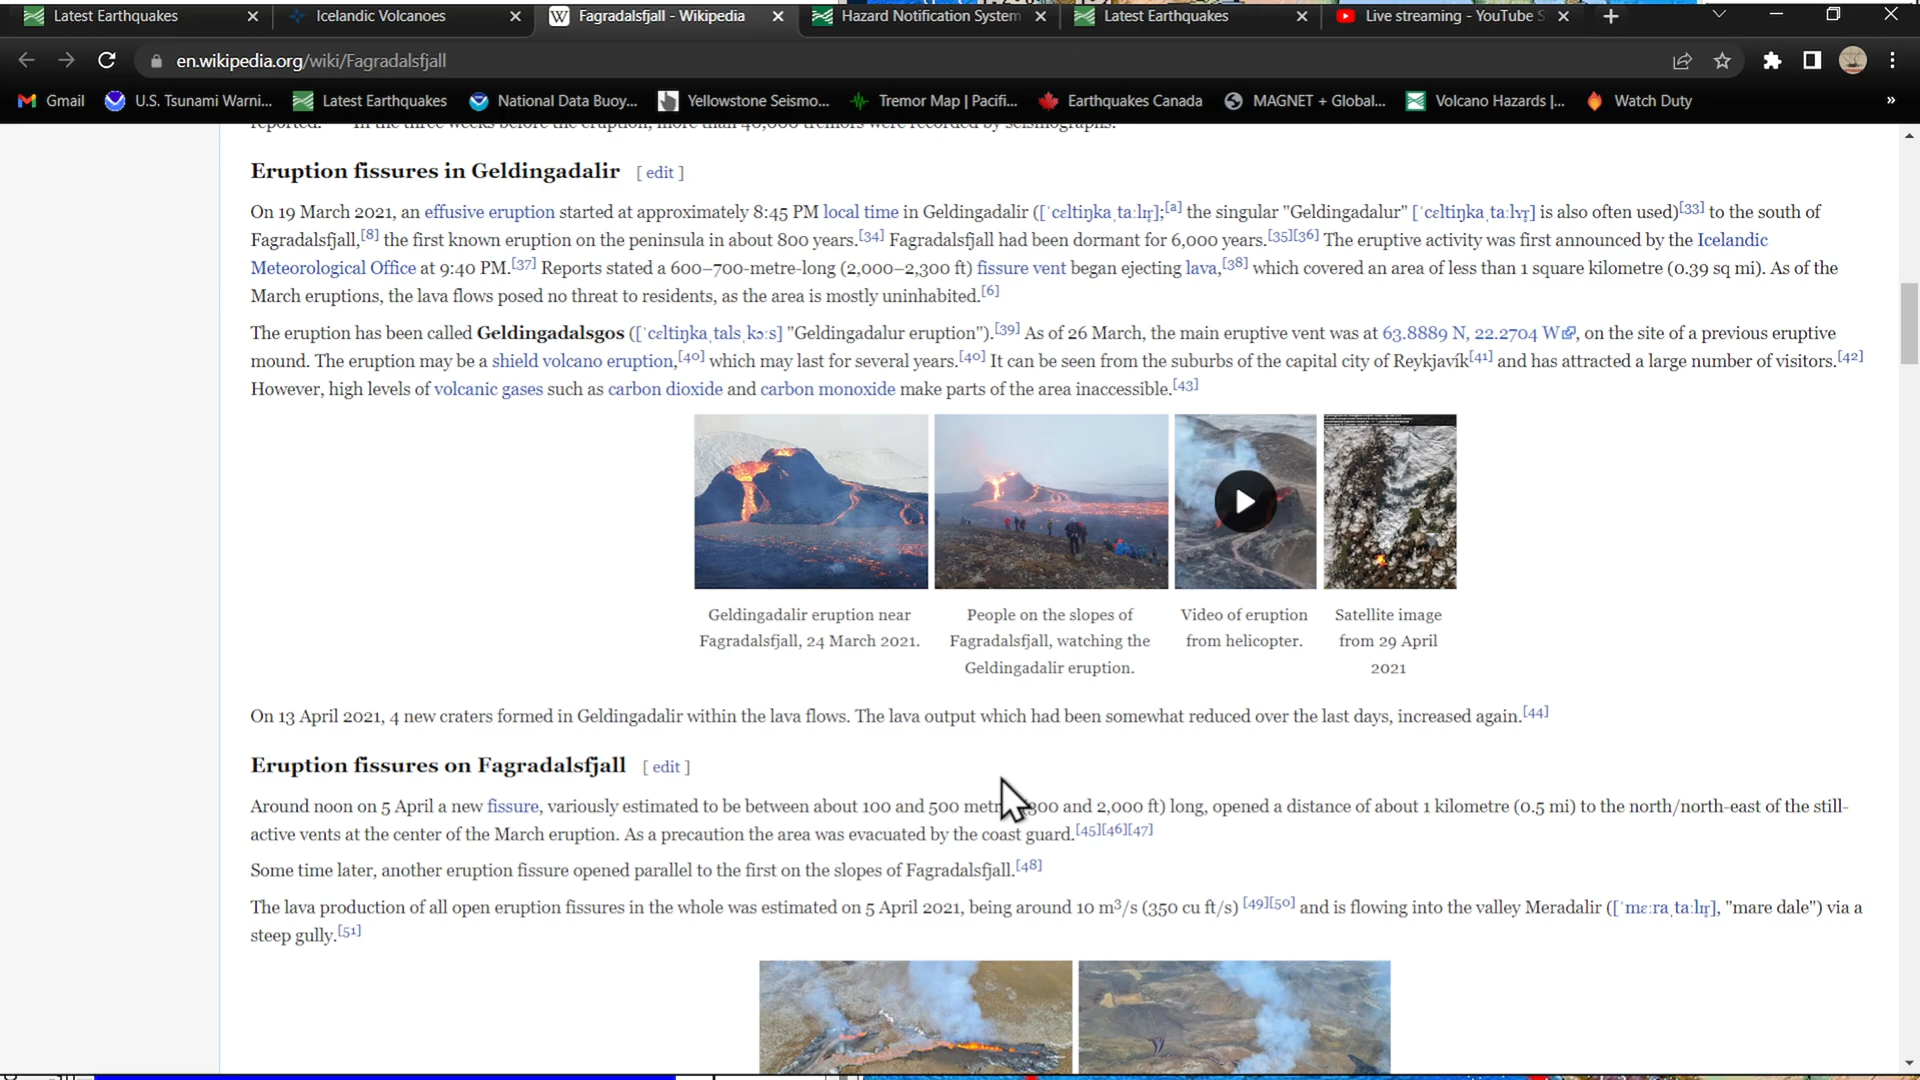 Latest Earthquakes
Icelandic Volcanoes
Fagradalsfjall - Wikipedia
Hazard Notification System
Latest Earthquakes
Live streaming - YouTube S
en.wikipedia.org/wiki/Fagradalsfjall
Gmail
U.S. Tsunami Warni...
Latest Earthquakes
National Data Buoy...
Yellowstone Seismo...
Tremor Map | Pacifi...
Earthquakes Canada
MAGNET + Global...
Volcano Hazards |...
Watch Duty
»
reported. In the three weeks before the eruption, more than 40,000 tremors were recorded by seismographs.
Eruption fissures in Geldingadalir [ edit ]
On 19 March 2021, an effusive eruption started at approximately 8:45 PM local time in Geldingadalir ([ˈcɛltiŋkaˌtaːlɪr̥];[a] the singular "Geldingadalur" [ˈcɛltiŋkaˌtaːlʏr̥] is also often used)[33] to the south of
Fagradalsfjall,[8] the first known eruption on the peninsula in about 800 years.[34] Fagradalsfjall had been dormant for 6,000 years.[35][36] The eruptive activity was first announced by the Icelandic
Meteorological Office at 9:40 PM.[37] Reports stated a 600–700-metre-long (2,000–2,300 ft) fissure vent began ejecting lava,[38] which covered an area of less than 1 square kilometre (0.39 sq mi). As of the
March eruptions, the lava flows posed no threat to residents, as the area is mostly uninhabited.[6]
The eruption has been called Geldingadalsgos ([ˈcɛltiŋkaˌtalsˌkɔːs] "Geldingadalur eruption").[39] As of 26 March, the main eruptive vent was at 63.8889 N, 22.2704 W, on the site of a previous eruptive
mound. The eruption may be a shield volcano eruption,[40] which may last for several years.[40] It can be seen from the suburbs of the capital city of Reykjavík[41] and has attracted a large number of visitors.[42]
However, high levels of volcanic gases such as carbon dioxide and carbon monoxide make parts of the area inaccessible.[43]
Geldingadalir eruption near
Fagradalsfjall, 24 March 2021.
People on the slopes of
Fagradalsfjall, watching the
Geldingadalir eruption.
Video of eruption
from helicopter.
Satellite image
from 29 April
2021
On 13 April 2021, 4 new craters formed in Geldingadalir within the lava flows. The lava output which had been somewhat reduced over the last days, increased again.[44]
Eruption fissures on Fagradalsfjall [ edit ]
Around noon on 5 April a new fissure, variously estimated to be between about 100 and 500 metr 300 and 2,000 ft) long, opened a distance of about 1 kilometre (0.5 mi) to the north/north-east of the still-
active vents at the center of the March eruption. As a precaution the area was evacuated by the coast guard.[45][46][47]
Some time later, another eruption fissure opened parallel to the first on the slopes of Fagradalsfjall.[48]
The lava production of all open eruption fissures in the whole was estimated on 5 April 2021, being around 10 m³/s (350 cu ft/s) [49][50] and is flowing into the valley Meradalir ([ˈmɛːraˌtaːlɪr̥], "mare dale") via a
steep gully.[51]